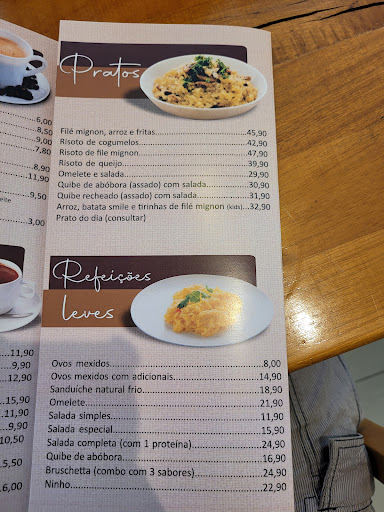 6,00
8,50
9,00
7,80
8,90
11,90
eite
9,50
3,00
11,90
9,90
12,90
15,90
11,90
10,50
15,50
16,00
Pratos
Filé mignon, arroz e fritas 45,90
Risoto de cogumelos 42,90
Risoto de file mignon 47,90
Risoto de queijo 39,90
Omelete e salada 29,90
Quibe de abóbora (assado) com salada 30,90
Quibe recheado (assado) com salada 31,90
Arroz, batata smile e tirinhas de filé mignon (kids) 32,90
Prato do dia (consultar)
Refeições
leves
Ovos mexidos 8,00
Ovos mexidos com adicionais 14,90
Sanduíche natural frio 18,90
Omelete 21,90
Salada simples 11,90
Salada especial 15,90
Salada completa (com 1 proteína) 24,90
Quibe de abóbora 16,90
Bruschetta (combo com 3 sabores) 24,90
Ninho 22,90